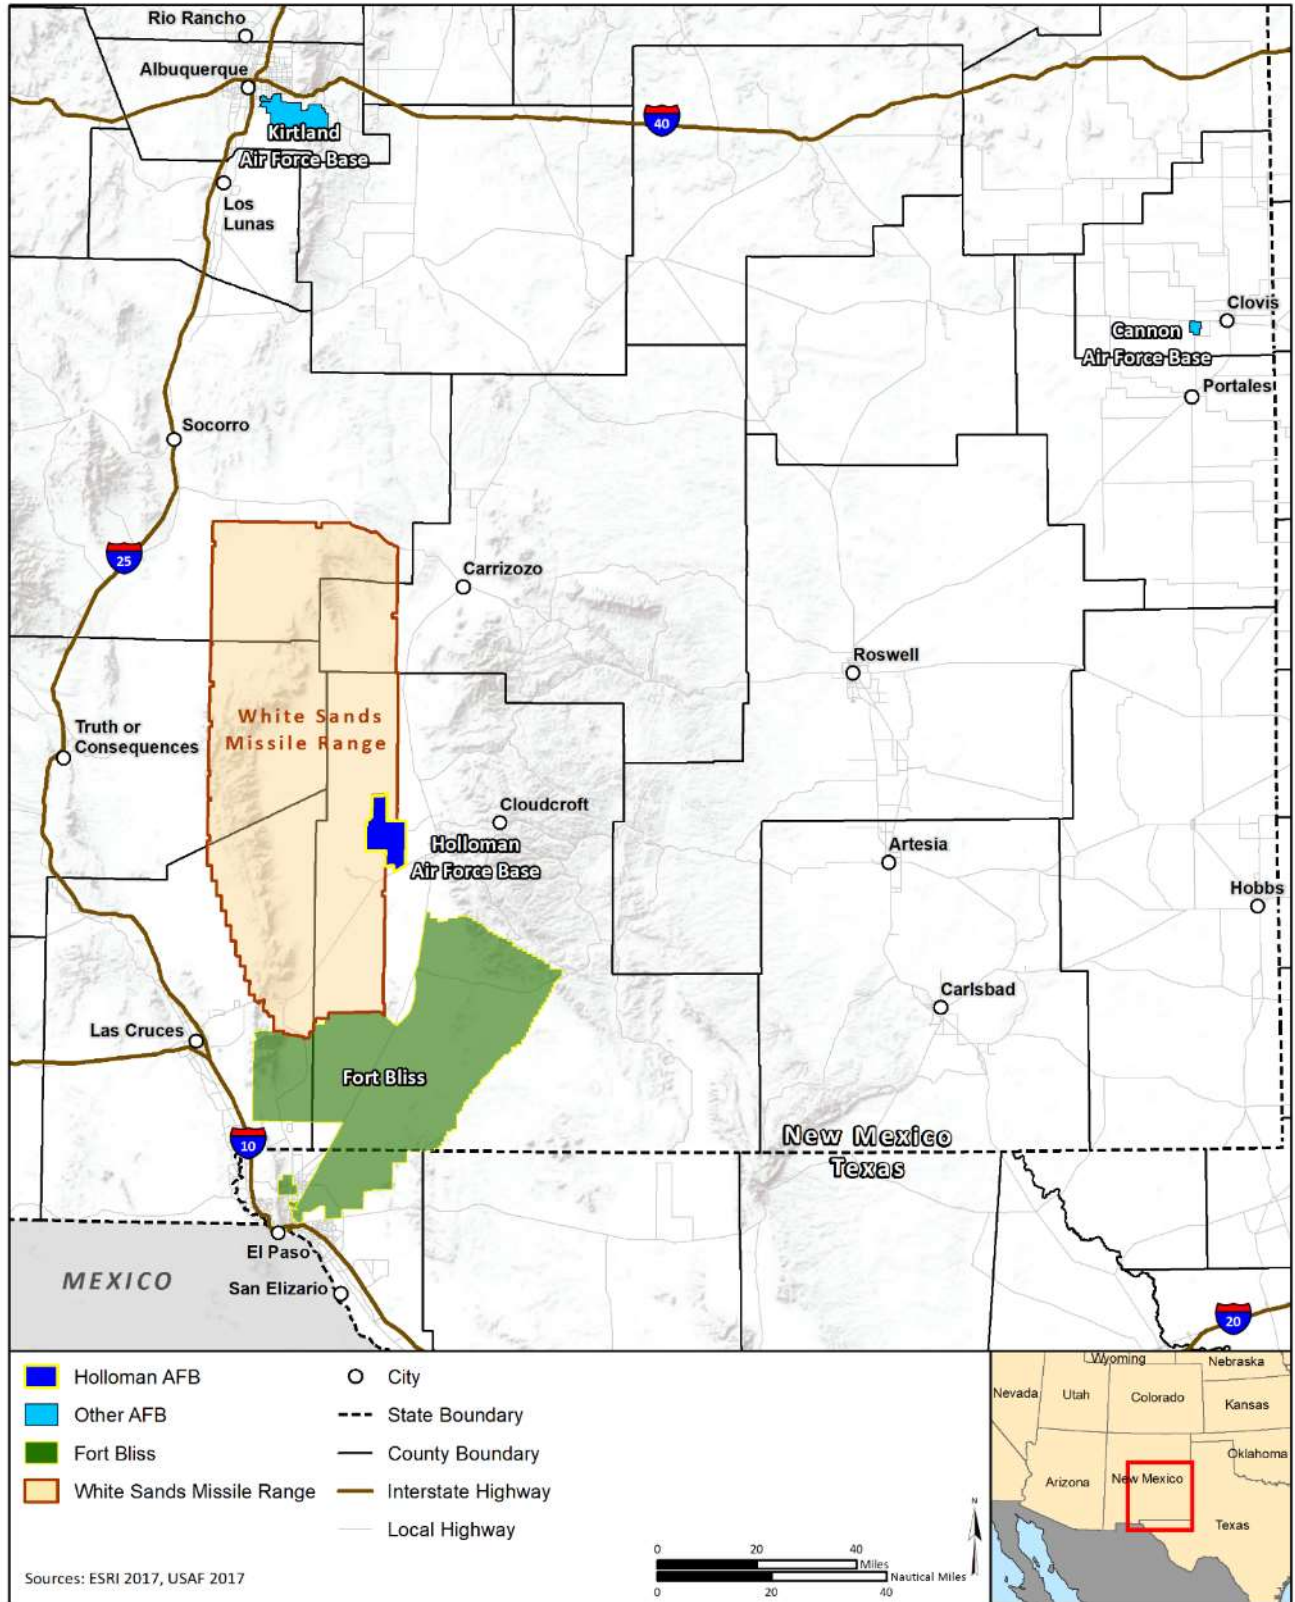 Rio Rancho
Albuquerque
Kirtland
Air Force Base
40
Los
Lunas
Clovis
Cannon
Air Force Base
Portales
Socorro
25
Carrizozo
Roswell
White Sands
Missile Range
Truth or
Consequences
Cloudcroft
Holloman
Air Force Base
Artesia
Hobbs
Carlsbad
Las Cruces
Fort Bliss
10
New Mexico
Texas
El Paso
MEXICO
San Elizario
20
Holloman AFB
Other AFB
Fort Bliss
White Sands Missile Range
City
State Boundary
County Boundary
Interstate Highway
Local Highway
Sources: ESRI 2017, USAF 2017
0 20 40
Miles
Nautical Miles
0 20 40
N
Wyoming
Nebraska
Nevada
Utah
Colorado
Kansas
Oklahoma
Arizona
New Mexico
Texas